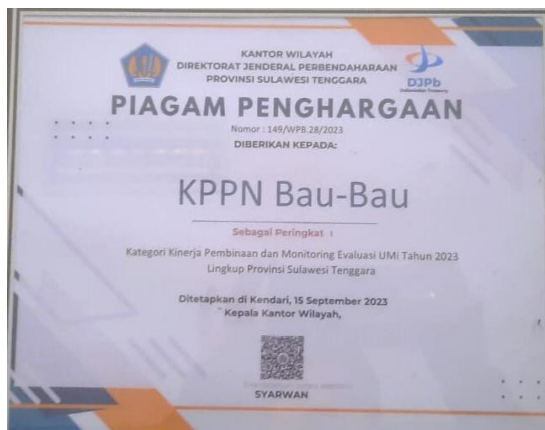 KANTOR WILAYAH
DIREKTORAT JENDERAL PERBENDAHARAAN
PROVINSI SULAWESI TENGGARA
DJPb
PIAGAM PENGHARGAAN
Nomor : 149/WPB.28/2023
DIBERIKAN KEPADA:
KPPN Bau-Bau
Sebagai Peringkat I
Kategori Kinerja Pembinaan dan Monitoring Evaluasi UMi Tahun 2023
Lingkup Provinsi Sulawesi Tenggara
Ditetapkan di Kendari, 15 September 2023
Kepala Kantor Wilayah,
SYARWAN